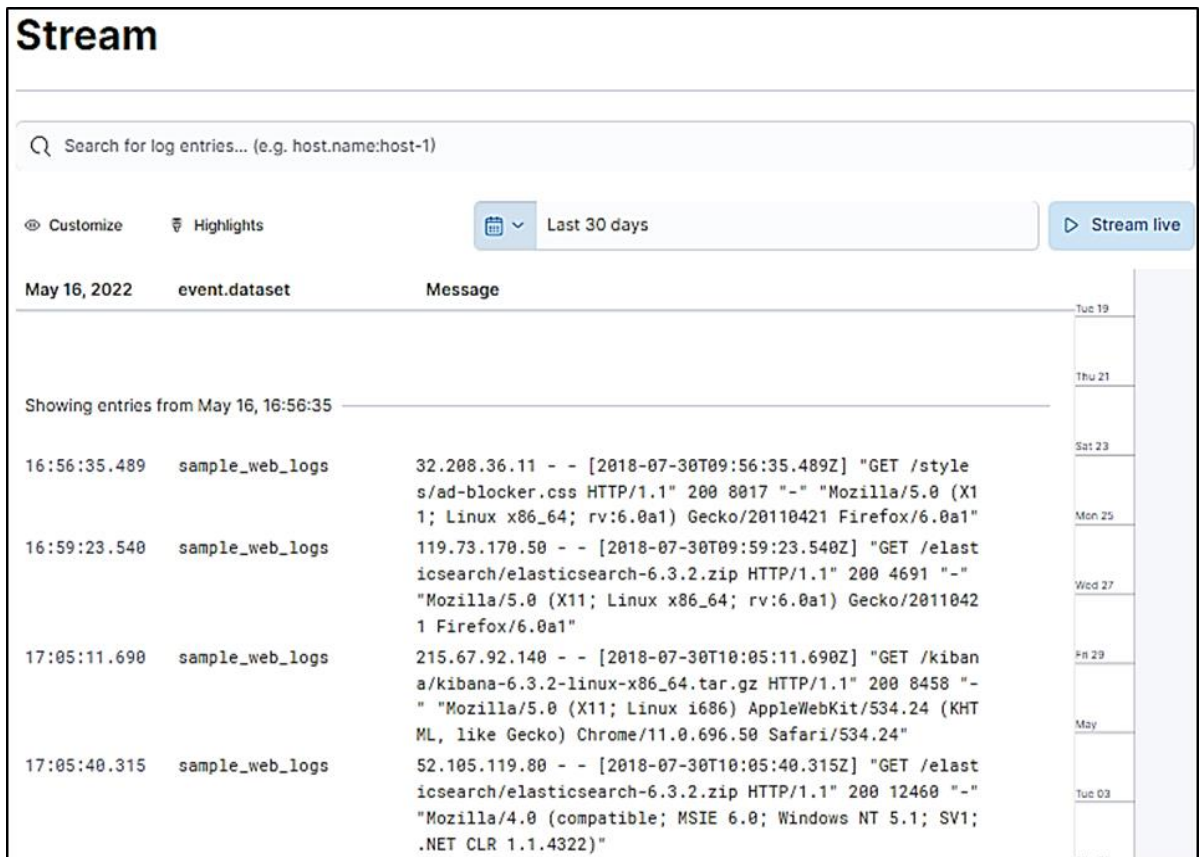 Stream
Search for log entries... (e.g. host.name:host-1)
Customize Highlights Last 30 days Stream live
May 16, 2022 event.dataset Message
Tue 19
Thu 21
Showing entries from May 16, 16:56:35
Sat 23
16:56:35.489 sample_web_logs 32.208.36.11 - - [2018-07-30T09:56:35.489Z] "GET /style
s/ad-blocker.css HTTP/1.1" 200 8017 "-" "Mozilla/5.0 (X1
1; Linux x86_64; rv:6.0a1) Gecko/20110421 Firefox/6.0a1"
Mon 25
16:59:23.540 sample_web_logs 119.73.170.50 - - [2018-07-30T09:59:23.540Z] "GET /elast
icsearch/elasticsearch-6.3.2.zip HTTP/1.1" 200 4691 "-"
Wed 27
"Mozilla/5.0 (X11; Linux x86_64; rv:6.0a1) Gecko/2011042
1 Firefox/6.0a1"
17:05:11.690 sample_web_logs 215.67.92.140 - - [2018-07-30T10:05:11.690Z] "GET /kiban
Fri 29
a/kibana-6.3.2-linux-x86_64.tar.gz HTTP/1.1" 200 8458 "-
" "Mozilla/5.0 (X11; Linux i686) AppleWebKit/534.24 (KHT
May
ML, like Gecko) Chrome/11.0.696.50 Safari/534.24"
17:05:40.315 sample_web_logs 52.105.119.80 - - [2018-07-30T10:05:40.315Z] "GET /elast
icsearch/elasticsearch-6.3.2.zip HTTP/1.1" 200 12460 "-"
Tue 03
"Mozilla/4.0 (compatible; MSIE 6.0; Windows NT 5.1; SV1;
.NET CLR 1.1.4322)"